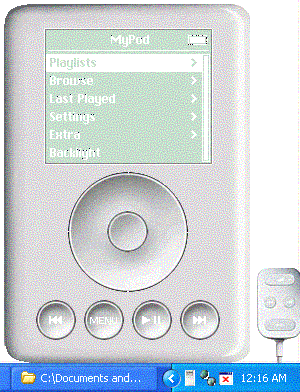 MyPod
Playlists
Browse
Last Played
Settings
Extra
Backlight
MENU
C:\Documents and...
12:16 AM